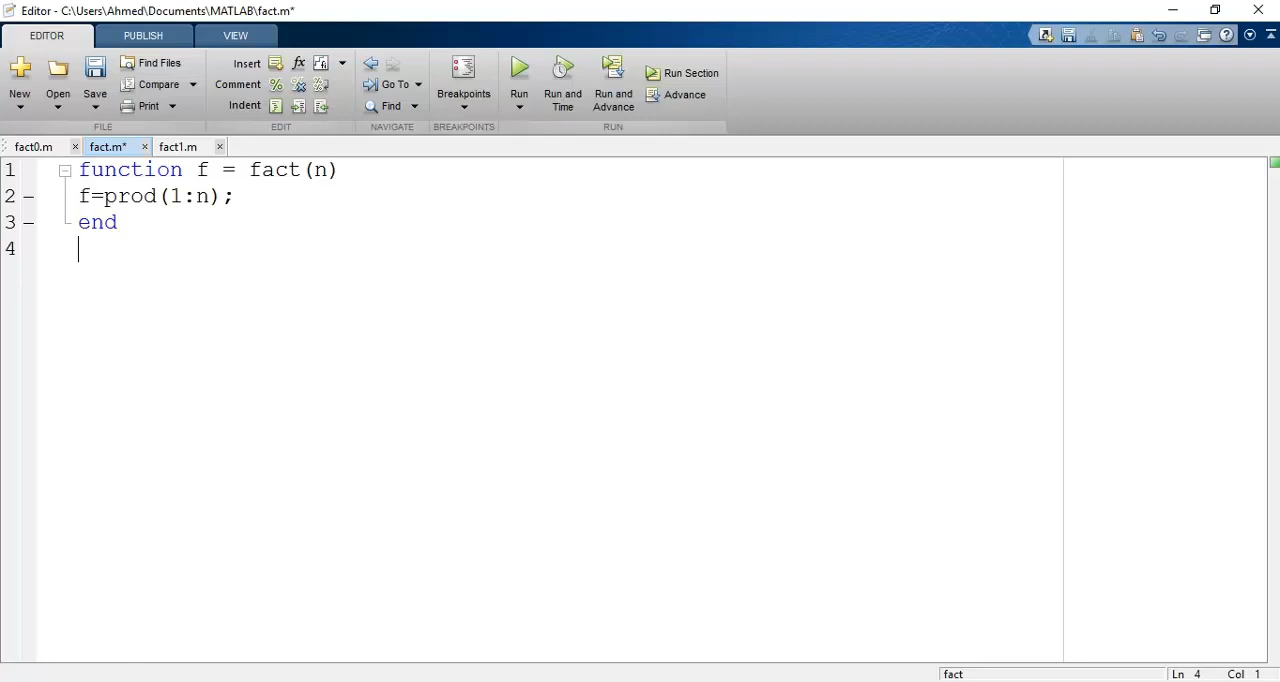 Editor - C:\Users\Ahmed\Documents\MATLAB\fact.m*
EDITOR PUBLISH VIEW
New Open Save Find Files Compare Print
Insert Comment Indent
Go To Find
Breakpoints
Run Run and Time Run and Advance Run Section Advance
FILE EDIT NAVIGATE BREAKPOINTS RUN
fact0.m fact.m* fact1.m
1 function f = fact(n)
2 f=prod(1:n);
3 end
4
fact Ln 4 Col 1